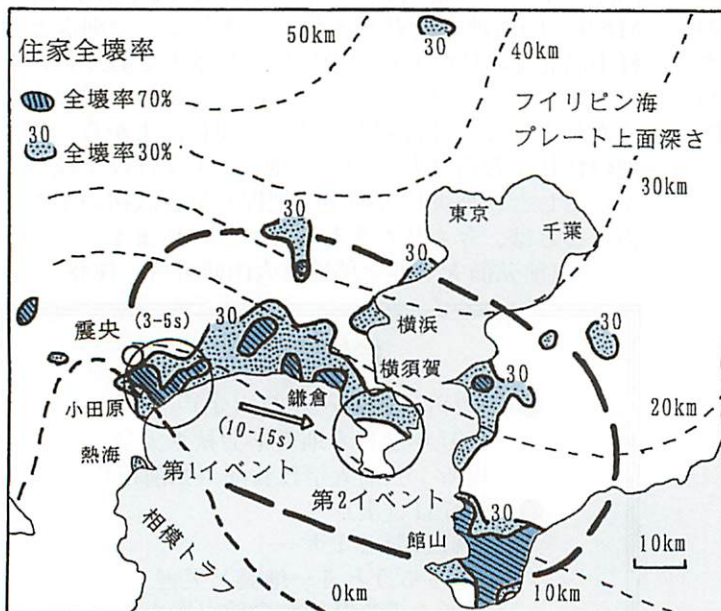 住家全壊率
全壊率70%
30
全壊率30%
50km
30
40km
フイリピン海
プレート上面深さ
30km
東京
千葉
30
30
30
震央
(3-5s)
30
横浜
横須賀
30
小田原
鎌倉
20km
熱海
(10-15s)
第1イベント
第2イベント
30
館山
相模トラフ
0km
10km
10km